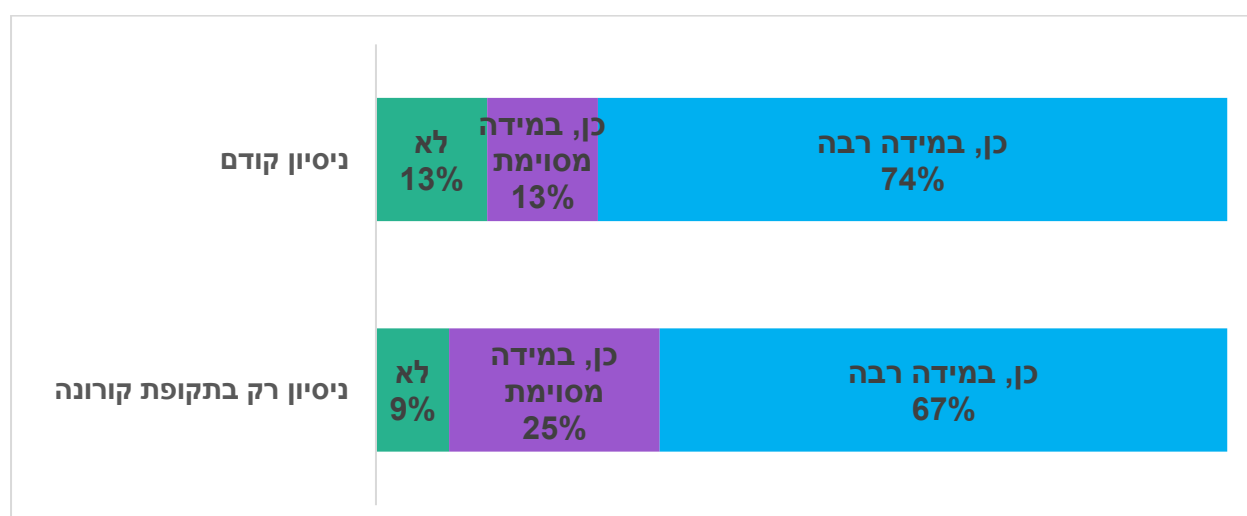 ניסיון קודם
כן, במידה רבה
74%
כן, במידה
מסוימת
13%
לא
13%
ניסיון רק בתקופת קורונה
כן, במידה רבה
67%
כן, במידה
מסוימת
25%
לא
9%